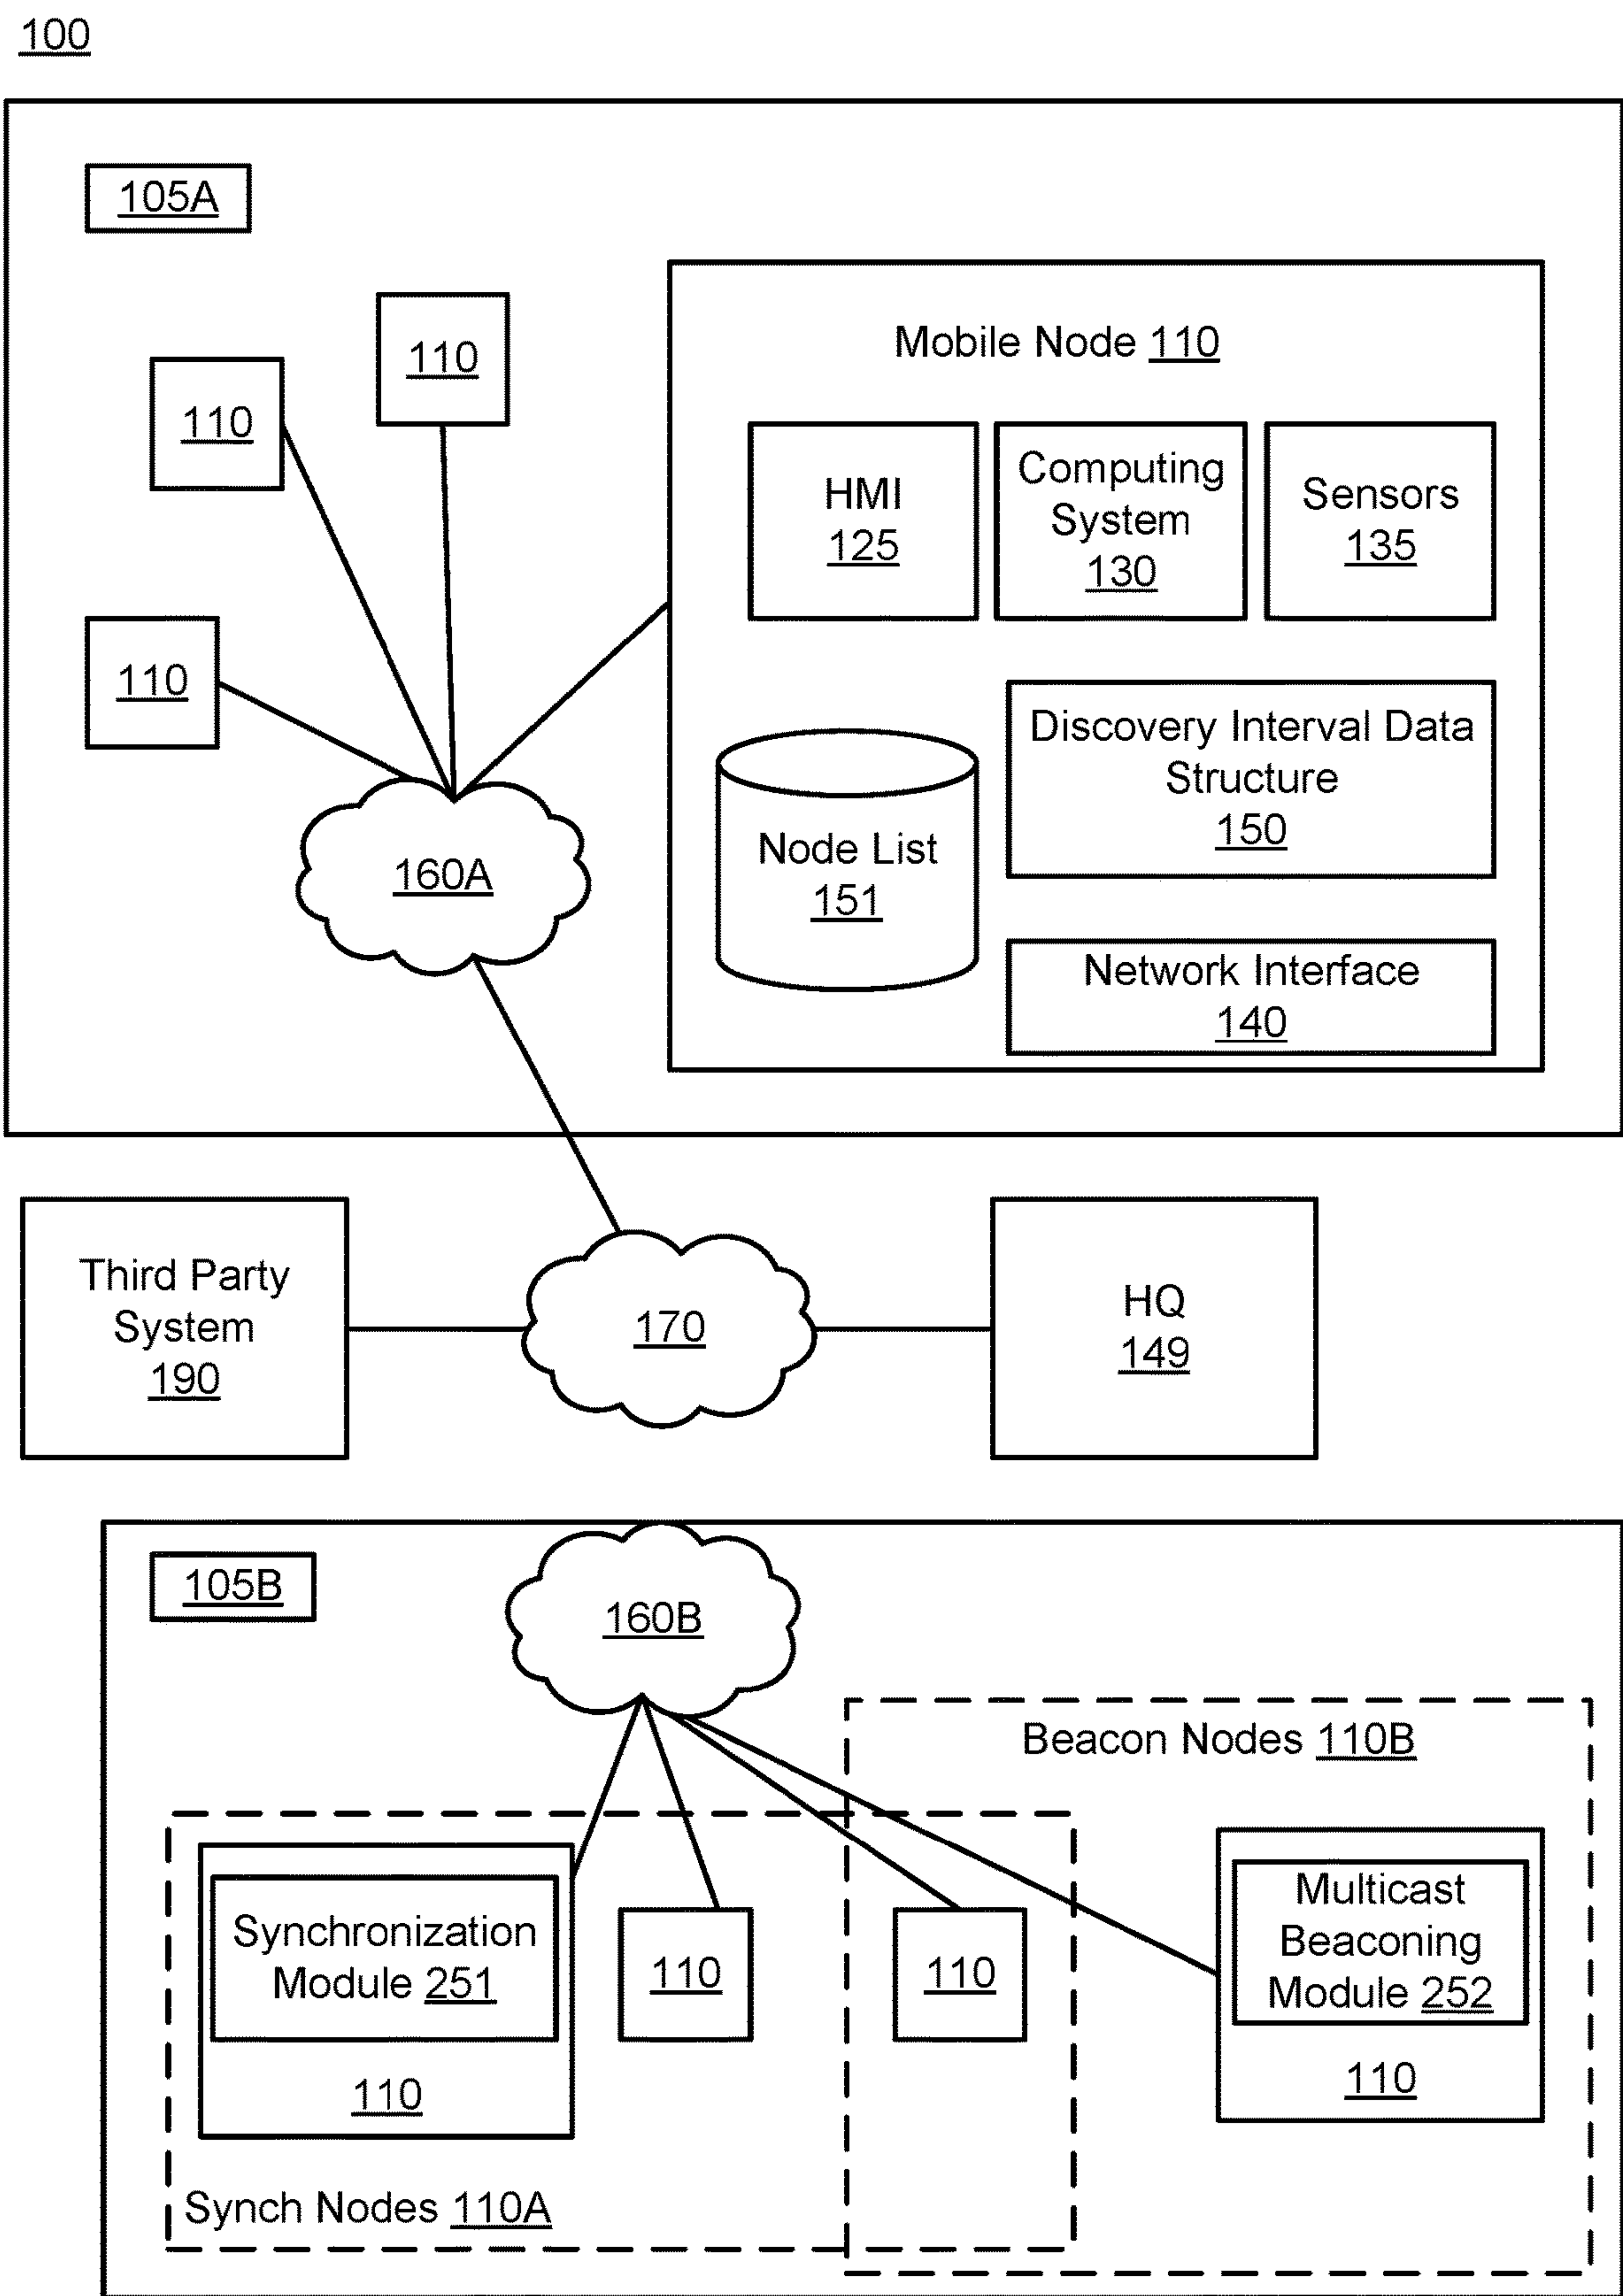 100
105A
110
110
110
Mobile Node 110
HMI
125
Computing
System
130
Sensors
135
Discovery Interval Data
Structure
150
Node List
151
Network Interface
140
160A
Third Party
System
190
170
HQ
149
105B
160B
Beacon Nodes 110B
Synchronization
Module 251
110
110
110
Multicast
Beaconing
Module 252
110
Synch Nodes 110A